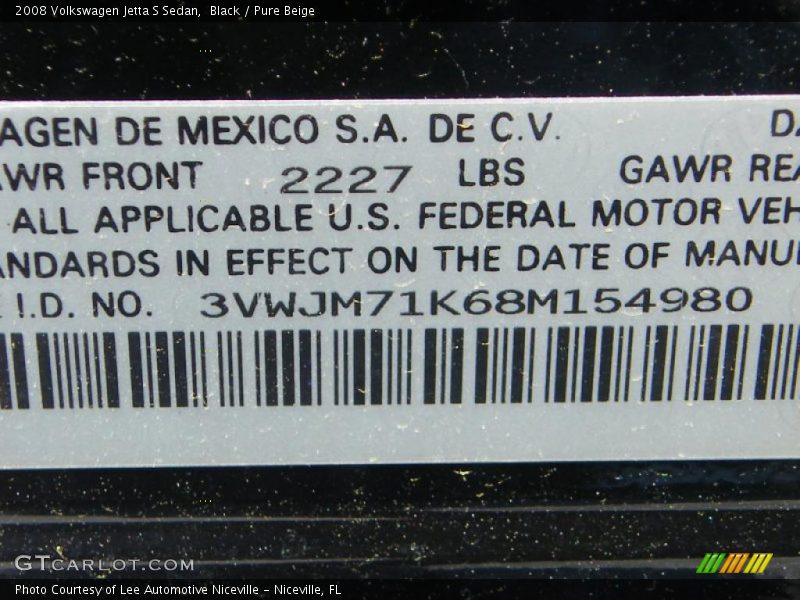 2008 Volkswagen Jetta S Sedan, Black / Pure Beige
AGEN DE MEXICO S.A. DE C.V. DA
AWR FRONT 2227 LBS GAWR REA
ALL APPLICABLE U.S. FEDERAL MOTOR VEH
ANDARDS IN EFFECT ON THE DATE OF MANU
I.D. NO. 3VWJM71K68M154980
GTCARLOT.COM
Photo Courtesy of Lee Automotive Niceville - Niceville, FL